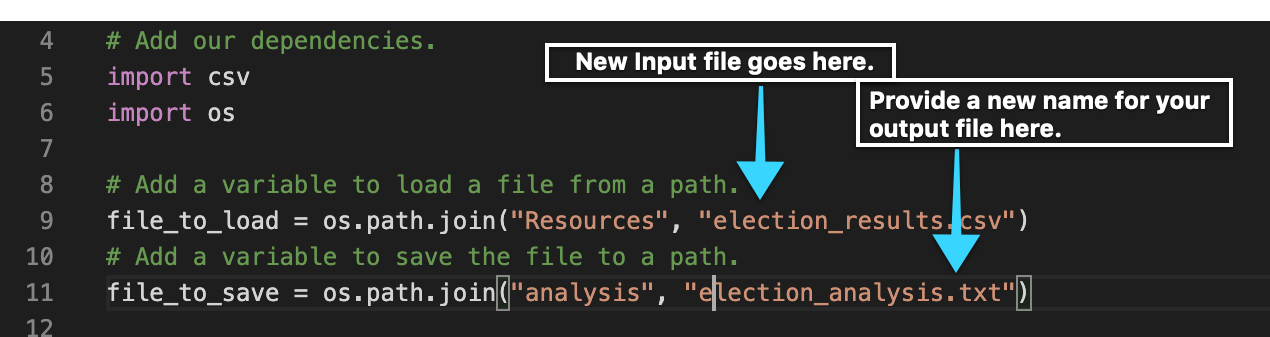 4 # Add our dependencies.
New Input file goes here.
5 import csv
Provide a new name for your
output file here.
6 import os
7
8 # Add a variable to load a file from a path.
9 file_to_load = os.path.join("Resources", "election_results.csv")
10 # Add a variable to save the file to a path.
11 file_to_save = os.path.join("analysis", "election_analysis.txt")
12